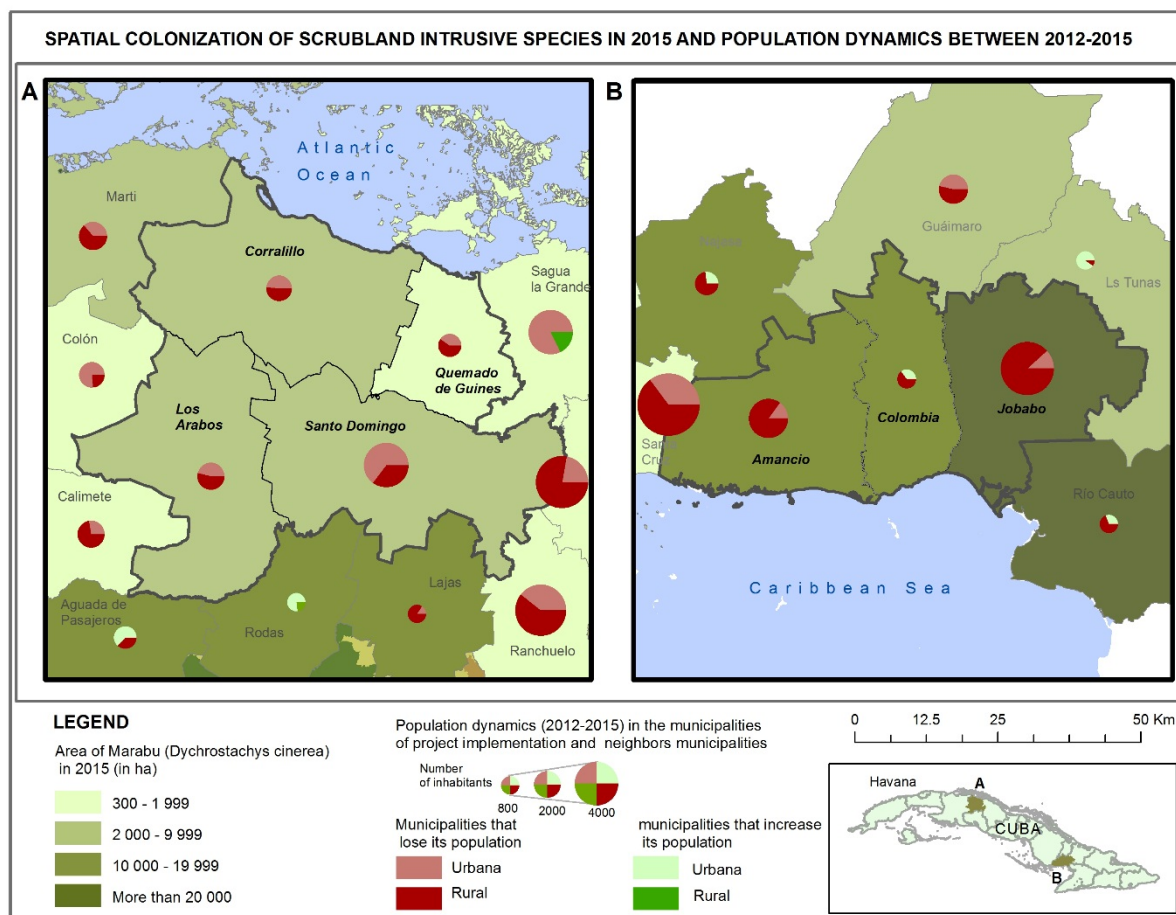 SPATIAL COLONIZATION OF SCRUBLAND INTRUSIVE SPECIES IN 2015 AND POPULATION DYNAMICS BETWEEN 2012-2015
A
Atlantic
Ocean
Marti
Corralillo
Sagua
la Grande
Colón
Quemado
de Guines
Los
Arabos
Santo Domingo
Calimete
Aguada de
Pasajeros
Rodas
Lajas
Ranchuelo
B
Guáimaro
Ls Tunas
Colombia
Jobabo
Amancio
Río Cauto
Caribbean Sea
LEGEND
Area of Marabu (Dychrostachys cinerea)
in 2015 (in ha)
300 - 1 999
2 000 - 9 999
10 000 - 19 999
More than 20 000
Population dynamics (2012-2015) in the municipalities
of project implementation and neighbors municipalities
Number
of inhabitants
800
2000
4000
Municipalities that
lose its population
Urbana
Rural
municipalities that increase
its population
Urbana
Rural
0 12.5 25 50 Km
Havana
A
CUBA
B